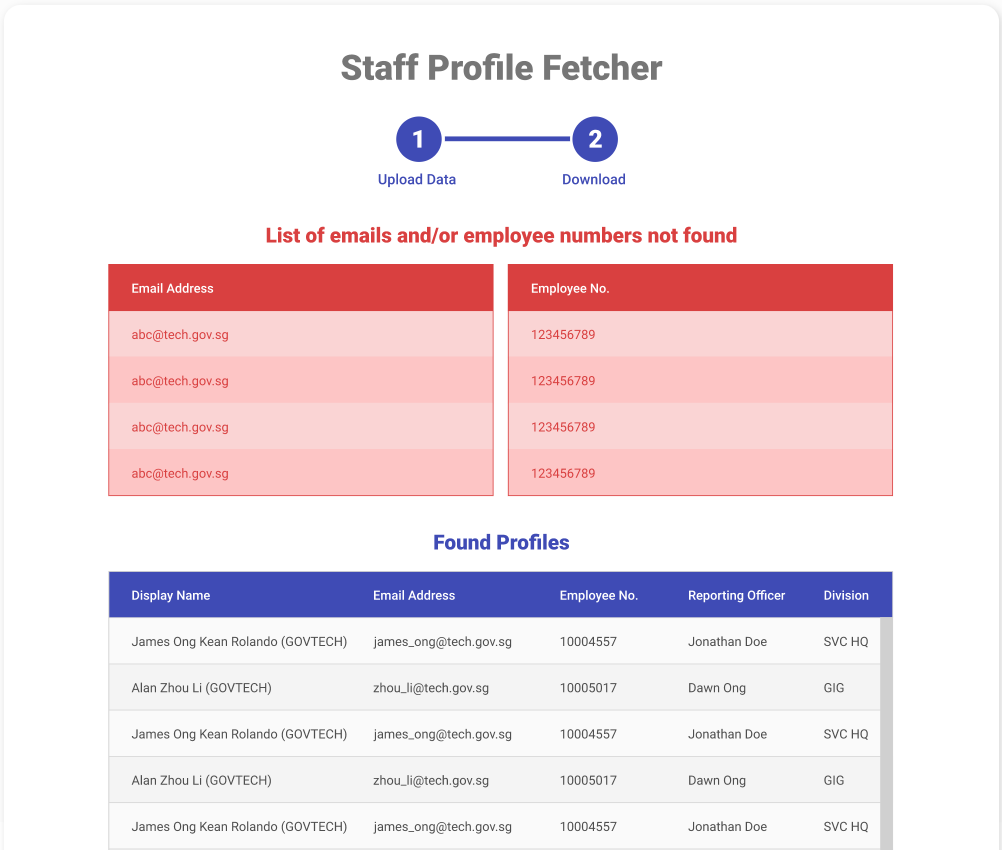 Staff Profile Fetcher
1 2
Upload Data Download
List of emails and/or employee numbers not found
Email Address Employee No.
abc@tech.gov.sg 123456789
abc@tech.gov.sg 123456789
abc@tech.gov.sg 123456789
abc@tech.gov.sg 123456789
Found Profiles
Display Name Email Address Employee No. Reporting Officer Division
James Ong Kean Rolando (GOVTECH) james_ong@tech.gov.sg 10004557 Jonathan Doe SVC HQ
Alan Zhou Li (GOVTECH) zhou_li@tech.gov.sg 10005017 Dawn Ong GIG
James Ong Kean Rolando (GOVTECH) james_ong@tech.gov.sg 10004557 Jonathan Doe SVC HQ
Alan Zhou Li (GOVTECH) zhou_li@tech.gov.sg 10005017 Dawn Ong GIG
James Ong Kean Rolando (GOVTECH) james_ong@tech.gov.sg 10004557 Jonathan Doe SVC HQ